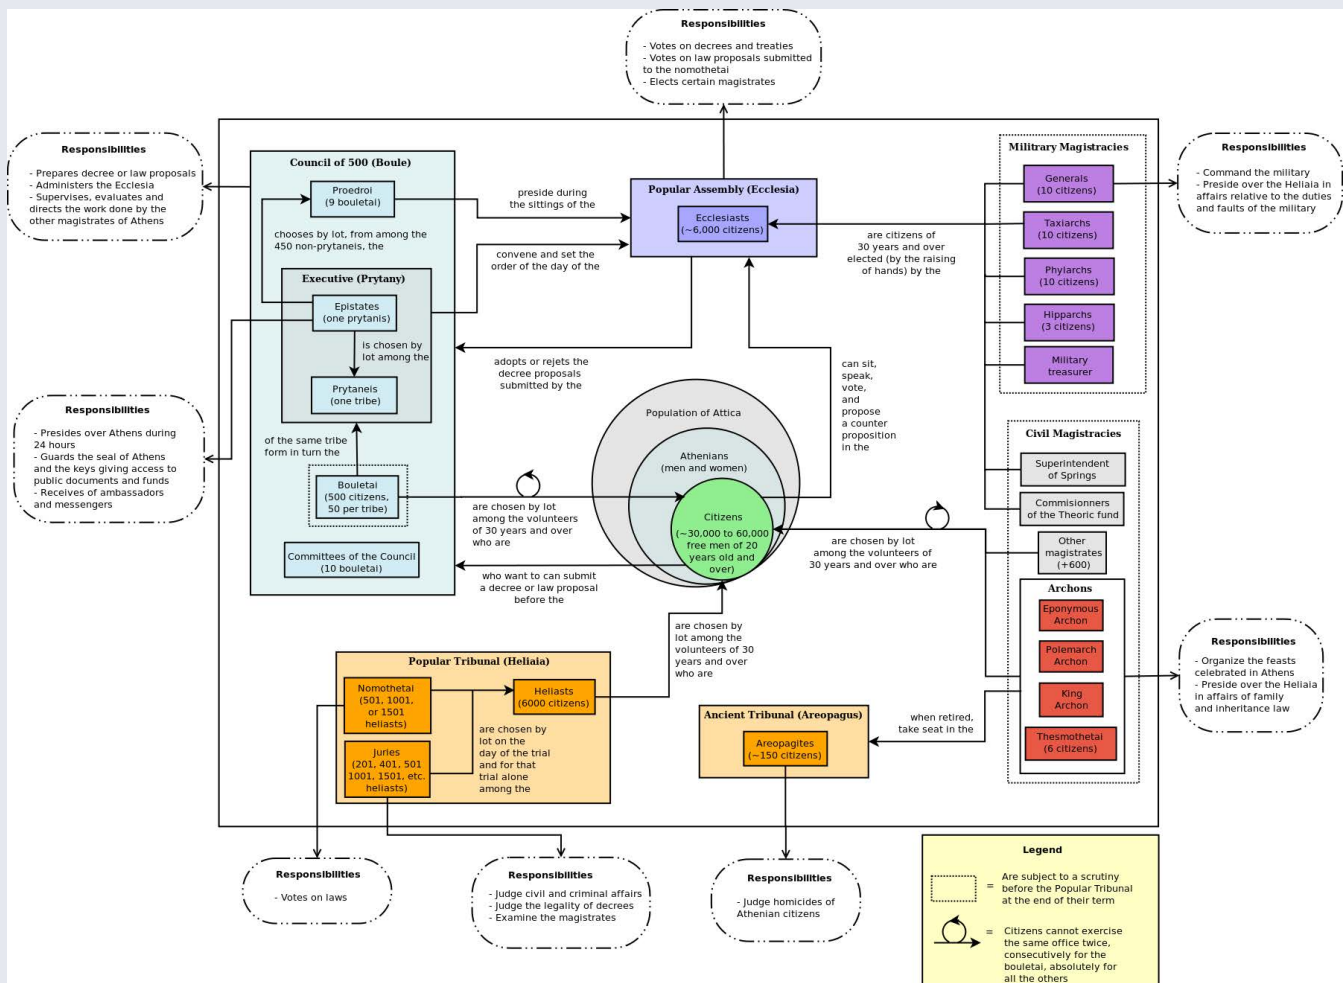 Responsibilities
- Votes on decrees and treaties
- Votes on law proposals submitted
to the nomothetai
- Elects certain magistrates
Responsibilities
- Prepares decree or law proposals
- Administers the Ecclesia
- Supervises, evaluates and
directs the work done by the
other magistrates of Athens
Council of 500 (Boule)
Proedroi
(9 bouletai)
chooses by lot, from among the
450 non-prytaneis, the
Executive (Prytany)
Epistates
(one prytanis)
is chosen by
lot among the
Prytaneis
(one tribe)
of the same tribe
form in turn the
Bouletai
(500 citizens,
50 per tribe)
Committees of the Council
(10 bouletai)
preside during
the sittings of the
convene and set the
order of the day of the
Popular Assembly (Ecclesia)
Ecclesiasts
(~6,000 citizens)
adopts or rejets the
decree proposals
submitted by the
are citizens of
30 years and over
elected (by the raising
of hands) by the
Military Magistracies
Generals
(10 citizens)
Taxiarchs
(10 citizens)
Phylarchs
(10 citizens)
Hipparchs
(3 citizens)
Military
treasurer
Responsibilities
- Command the military
- Preside over the Heliaia in
affairs relative to the duties
and faults of the military
Responsibilities
- Presides over Athens during
24 hours
- Guards the seal of Athens
and the keys giving access to
public documents and funds
- Receives of ambassadors
and messengers
can sit,
speak,
vote,
and
propose
a counter
proposition
in the
Population of Attica
Athenians
(men and women)
Citizens
(~30,000 to 60,000
free men of 20
years old and
over)
are chosen by lot
among the volunteers
of 30 years and over
who are
who want to can submit
a decree or law proposal
before the
are chosen by lot
among the volunteers of
30 years and over who are
Civil Magistracies
Superintendent
of Springs
Commisionners
of the Theoric fund
Other
magistrates
(+600)
Archons
Eponymous
Archon
Polemarch
Archon
King
Archon
Thesmothetai
(6 citizens)
Responsibilities
- Organize the feasts
celebrated in Athens
- Preside over the Heliaia
in affairs of family
and inheritance law
are chosen by
lot among the
volunteers of 30
years and over
who are
Popular Tribunal (Heliaia)
Nomothetai
(501, 1001,
or 1501
heliasts)
Heliasts
(6000 citizens)
Juries
(201, 401, 501
1001, 1501, etc.
heliasts)
are chosen by
lot on the
day of the trial
and for that
trial alone
among the
Ancient Tribunal (Areopagus)
Areopagites
(~150 citizens)
when retired,
take seat in the
Responsibilities
- Votes on laws
Responsibilities
- Judge civil and criminal affairs
- Judge the legality of decrees
- Examine the magistrates
Responsibilities
- Judge homicides of
Athenian citizens
Legend
= Are subject to a scrutiny
before the Popular Tribunal
at the end of their term
= Citizens cannot exercise
the same office twice,
consecutively for the
bouletai, absolutely for
all the others